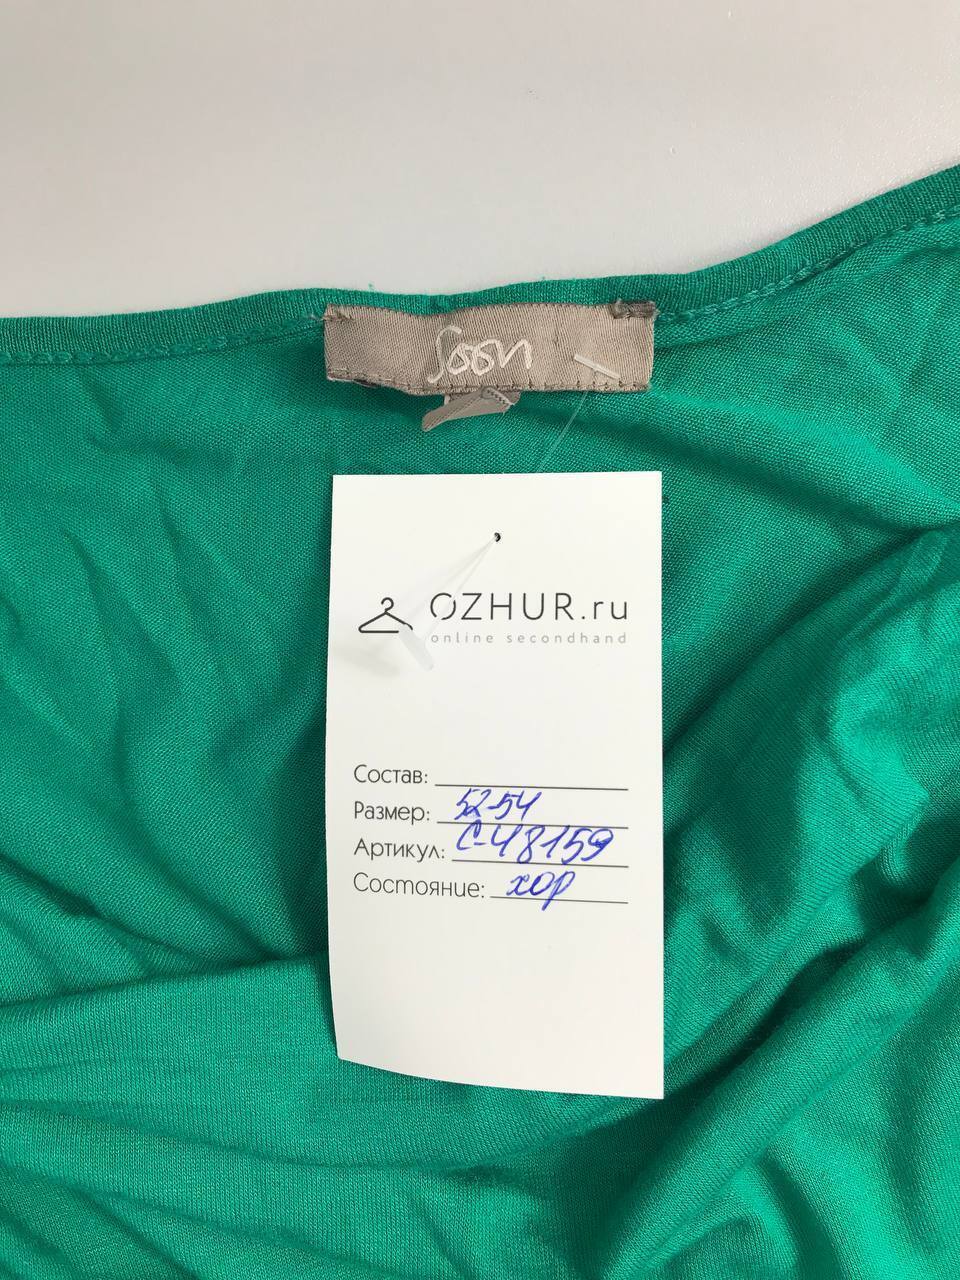 Soon
OZHUR.ru
online secondhand
Состав:
Размер: 52-54
Артикул: С-48159
Состояние: хор